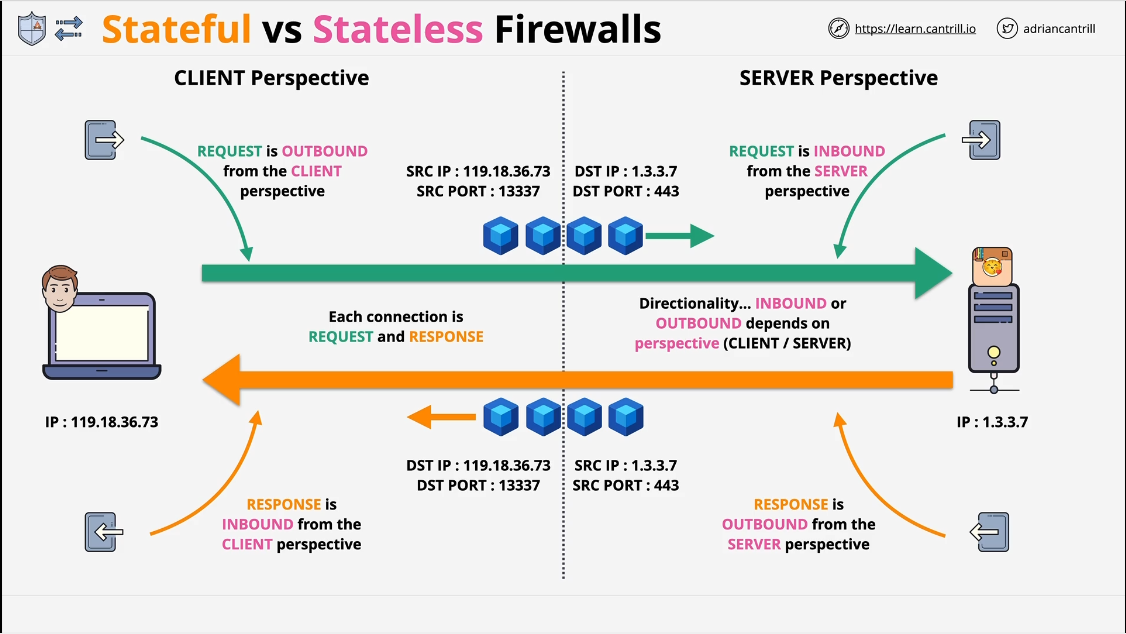 Stateful vs Stateless Firewalls
https://learn.cantrill.io
adriancantrill
CLIENT Perspective
SERVER Perspective
REQUEST is OUTBOUND
from the CLIENT
perspective
SRC IP : 119.18.36.73
SRC PORT : 13337
DST IP : 1.3.3.7
DST PORT : 443
REQUEST is INBOUND
from the SERVER
perspective
Each connection is
REQUEST and RESPONSE
Directionality... INBOUND or
OUTBOUND depends on
perspective (CLIENT / SERVER)
IP : 119.18.36.73
IP : 1.3.3.7
DST IP : 119.18.36.73
DST PORT : 13337
SRC IP : 1.3.3.7
SRC PORT : 443
RESPONSE is
INBOUND from the
CLIENT perspective
RESPONSE is
OUTBOUND from the
SERVER perspective